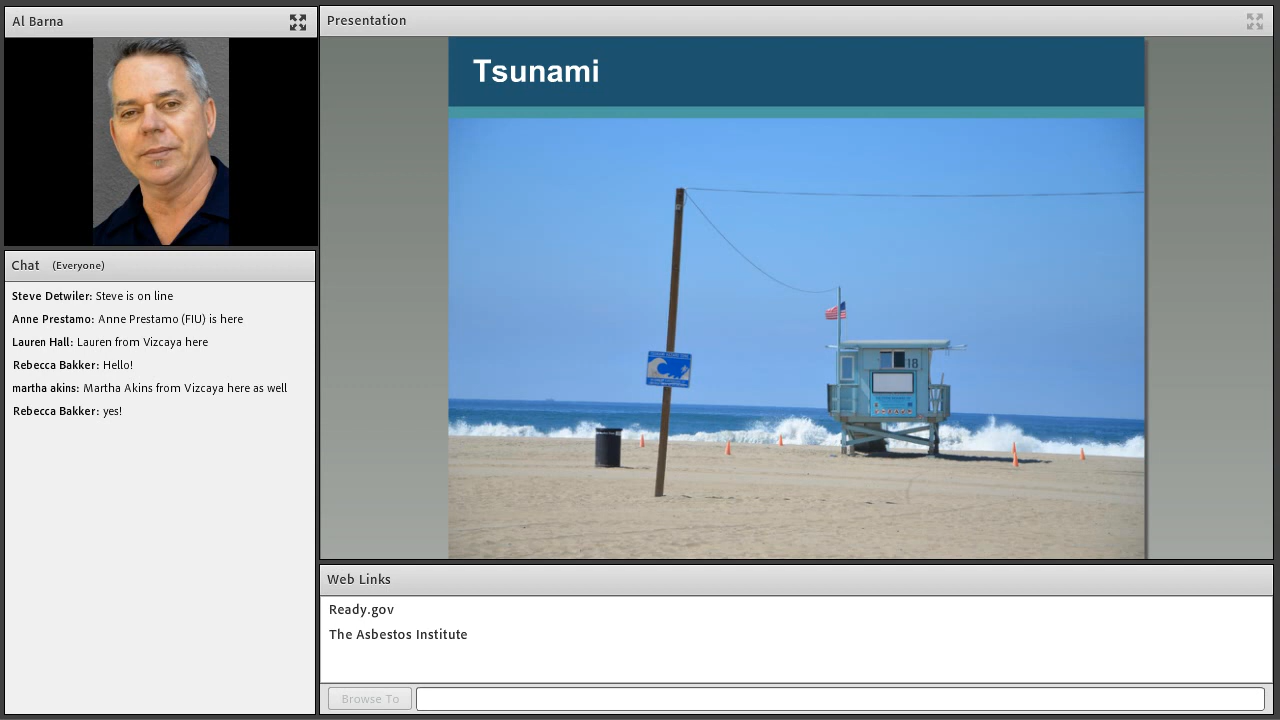 Al Barna
Presentation
Tsunami
18
Chat (Everyone)
Steve Detwiler: Steve is on line
Anne Prestamo: Anne Prestamo (FIU) is here
Lauren Hall: Lauren from Vizcaya here
Rebecca Bakker: Hello!
martha akins: Martha Akins from Vizcaya here as well
Rebecca Bakker: yes!
Web Links
Ready.gov
The Asbestos Institute
Browse To